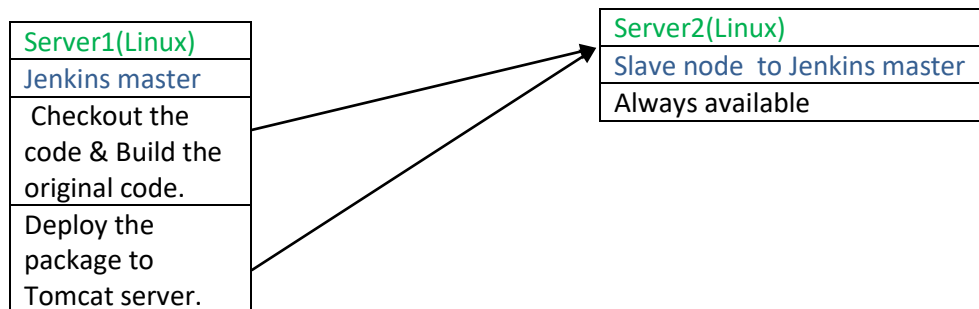 Server1(Linux)
Jenkins master
Checkout the
code & Build the
original code.
Deploy the
package to
Tomcat server.
Server2(Linux)
Slave node to Jenkins master
Always available